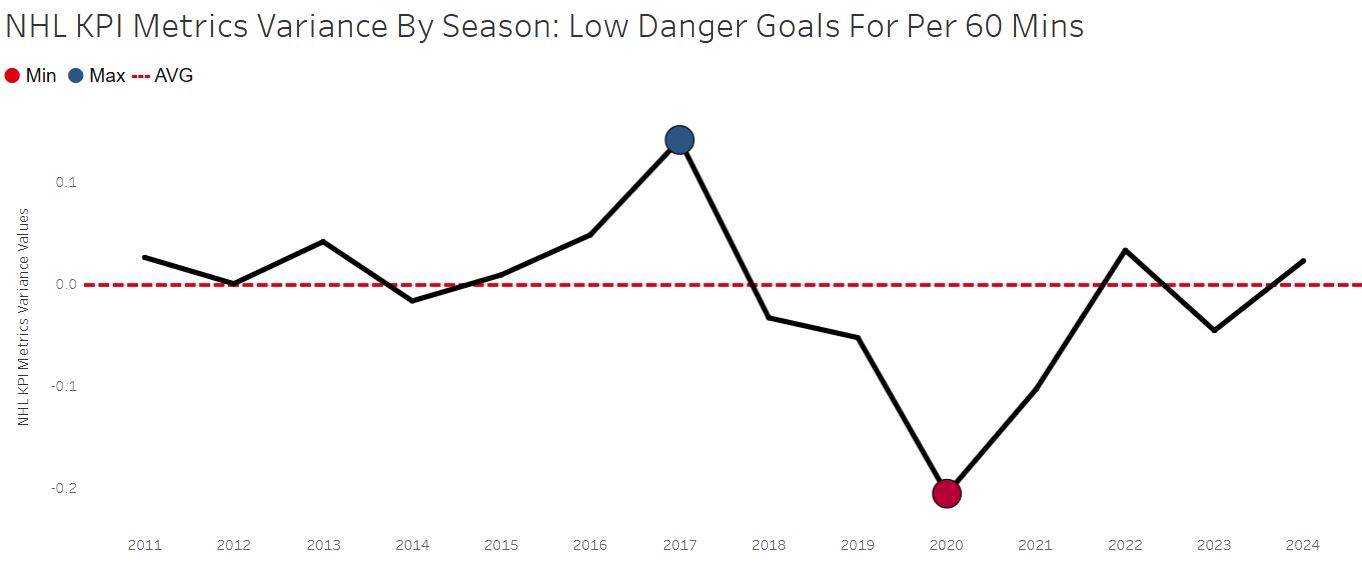 NHL KPI Metrics Variance By Season: Low Danger Goals For Per 60 Mins
Min Max AVG
NHL KPI Metrics Variance Values
0.1
0.0
-0.1
-0.2
2011 2012 2013 2014 2015 2016 2017 2018 2019 2020 2021 2022 2023 2024